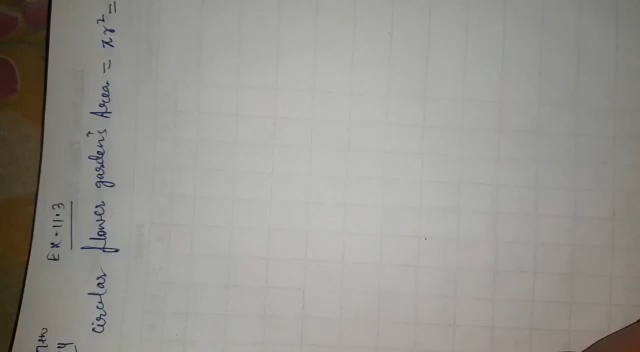 Ex - 11.3
circular flower garden's Area = πr² =